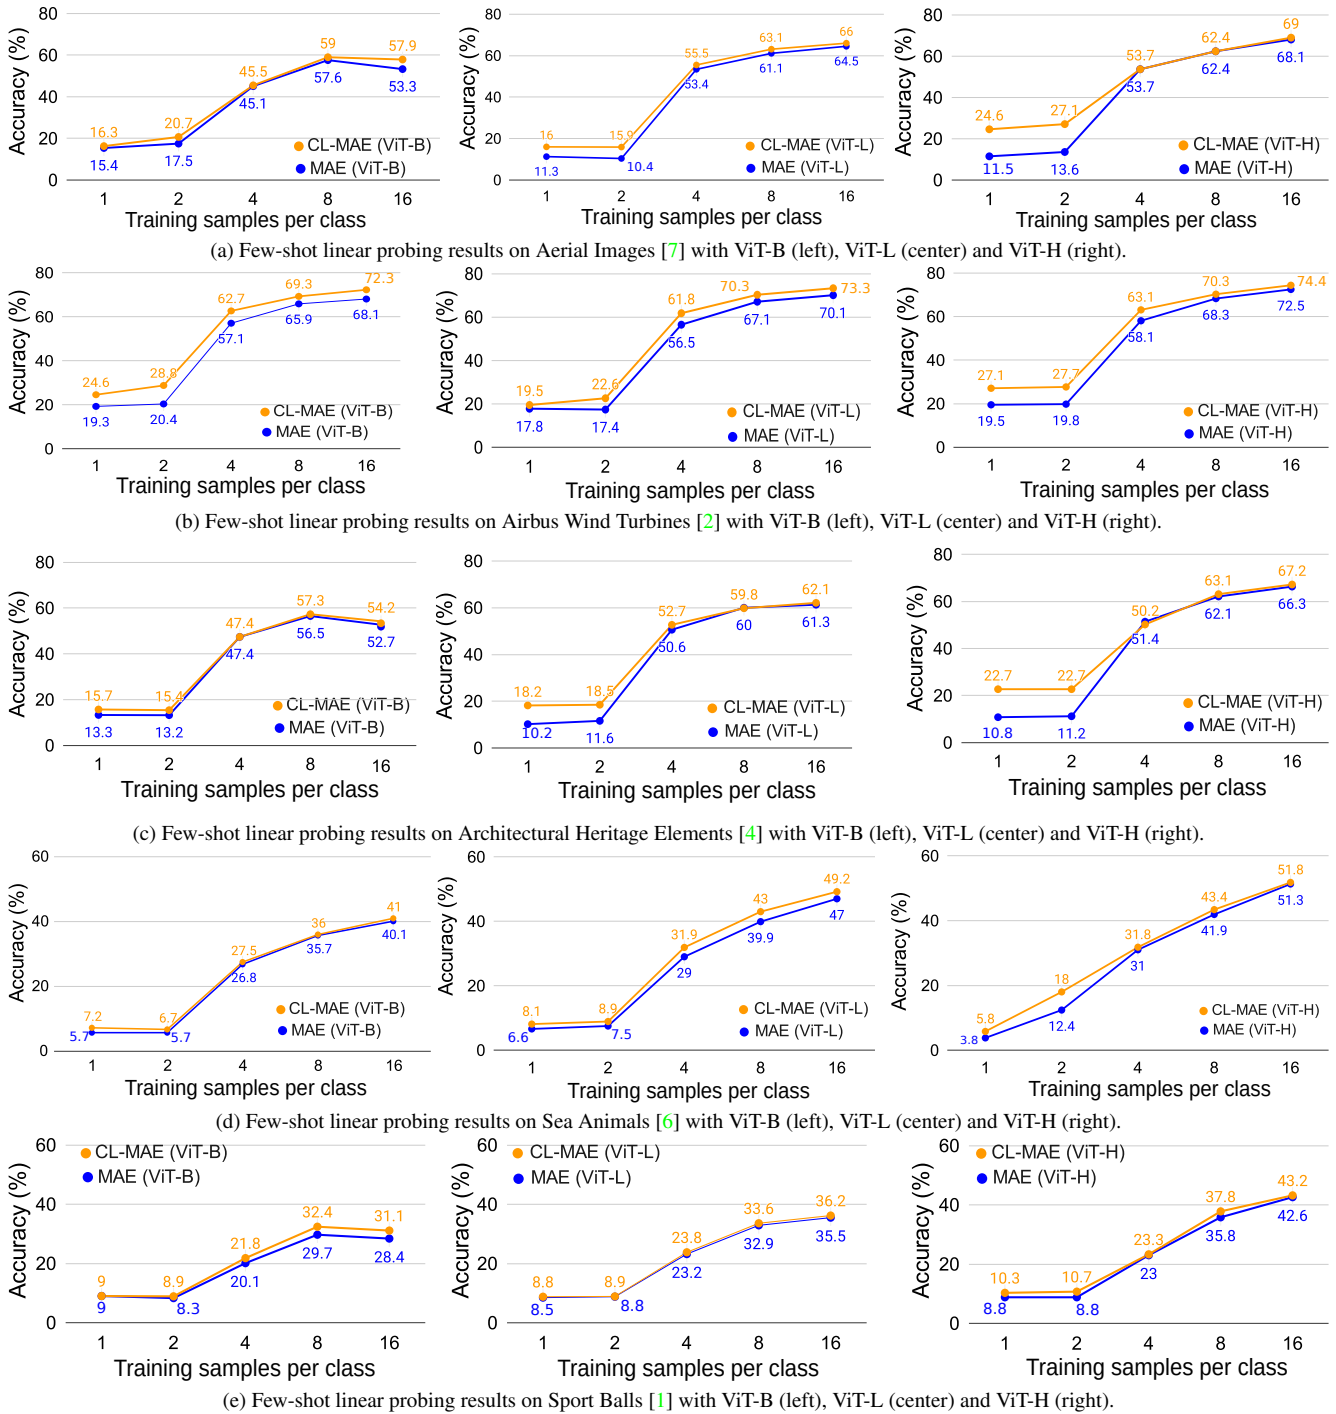 80
60
40
20
0
Accuracy (%)
16.3
20.7
45.5
59
57.9
15.4
17.5
45.1
57.6
53.3
CL-MAE (ViT-B)
MAE (ViT-B)
1 2 4 8 16
Training samples per class
80
60
40
20
0
Accuracy (%)
16
15.9
55.5
63.1
66
11.3
10.4
53.4
61.1
64.5
CL-MAE (ViT-L)
MAE (ViT-L)
1 2 4 8 16
Training samples per class
80
60
40
20
0
Accuracy (%)
24.6
27.1
53.7
62.4
69
11.5
13.6
53.7
62.4
68.1
CL-MAE (ViT-H)
MAE (ViT-H)
1 2 4 8 16
Training samples per class
(a) Few-shot linear probing results on Aerial Images [7] with ViT-B (left), ViT-L (center) and ViT-H (right).
80
60
40
20
0
Accuracy (%)
24.6
28.8
62.7
69.3
72.3
19.3
20.4
57.1
65.9
68.1
CL-MAE (ViT-B)
MAE (ViT-B)
1 2 4 8 16
Training samples per class
80
60
40
20
0
Accuracy (%)
19.5
22.6
61.8
70.3
73.3
17.8
17.4
56.5
67.1
70.1
CL-MAE (ViT-L)
MAE (ViT-L)
1 2 4 8 16
Training samples per class
80
60
40
20
0
Accuracy (%)
27.1
27.7
63.1
70.3
74.4
19.5
19.8
58.1
68.3
72.5
CL-MAE (ViT-H)
MAE (ViT-H)
1 2 4 8 16
Training samples per class
(b) Few-shot linear probing results on Airbus Wind Turbines [2] with ViT-B (left), ViT-L (center) and ViT-H (right).
80
60
40
20
0
Accuracy (%)
15.7
15.4
47.4
57.3
54.2
13.3
13.2
47.4
56.5
52.7
CL-MAE (ViT-B)
MAE (ViT-B)
1 2 4 8 16
Training samples per class
80
60
40
20
0
Accuracy (%)
18.2
18.5
52.7
59.8
62.1
10.2
11.6
50.6
60
61.3
CL-MAE (ViT-L)
MAE (ViT-L)
1 2 4 8 16
Training samples per class
80
60
40
20
0
Accuracy (%)
22.7
22.7
50.2
63.1
67.2
10.8
11.2
51.4
62.1
66.3
CL-MAE (ViT-H)
MAE (ViT-H)
1 2 4 8 16
Training samples per class
(c) Few-shot linear probing results on Architectural Heritage Elements [4] with ViT-B (left), ViT-L (center) and ViT-H (right).
60
40
20
0
Accuracy (%)
7.2
6.7
27.5
36
41
5.7
5.7
26.8
35.7
40.1
CL-MAE (ViT-B)
MAE (ViT-B)
1 2 4 8 16
Training samples per class
60
40
20
0
Accuracy (%)
8.1
8.9
31.9
43
49.2
6.6
7.5
29
39.9
47
CL-MAE (ViT-L)
MAE (ViT-L)
1 2 4 8 16
Training samples per class
60
40
20
0
Accuracy (%)
5.8
18
31.8
43.4
51.8
3.8
12.4
31
41.9
51.3
CL-MAE (ViT-H)
MAE (ViT-H)
1 2 4 8 16
Training samples per class
(d) Few-shot linear probing results on Sea Animals [6] with ViT-B (left), ViT-L (center) and ViT-H (right).
60
40
20
0
Accuracy (%)
CL-MAE (ViT-B)
MAE (ViT-B)
9
8.9
21.8
32.4
31.1
9
8.3
20.1
29.7
28.4
1 2 4 8 16
Training samples per class
60
40
20
0
Accuracy (%)
CL-MAE (ViT-L)
MAE (ViT-L)
8.8
8.9
23.8
33.6
36.2
8.5
8.8
23.2
32.9
35.5
1 2 4 8 16
Training samples per class
60
40
20
0
Accuracy (%)
CL-MAE (ViT-H)
MAE (ViT-H)
10.3
10.7
23.3
37.8
43.2
8.8
8.8
23
35.8
42.6
1 2 4 8 16
Training samples per class
(e) Few-shot linear probing results on Sport Balls [1] with ViT-B (left), ViT-L (center) and ViT-H (right).